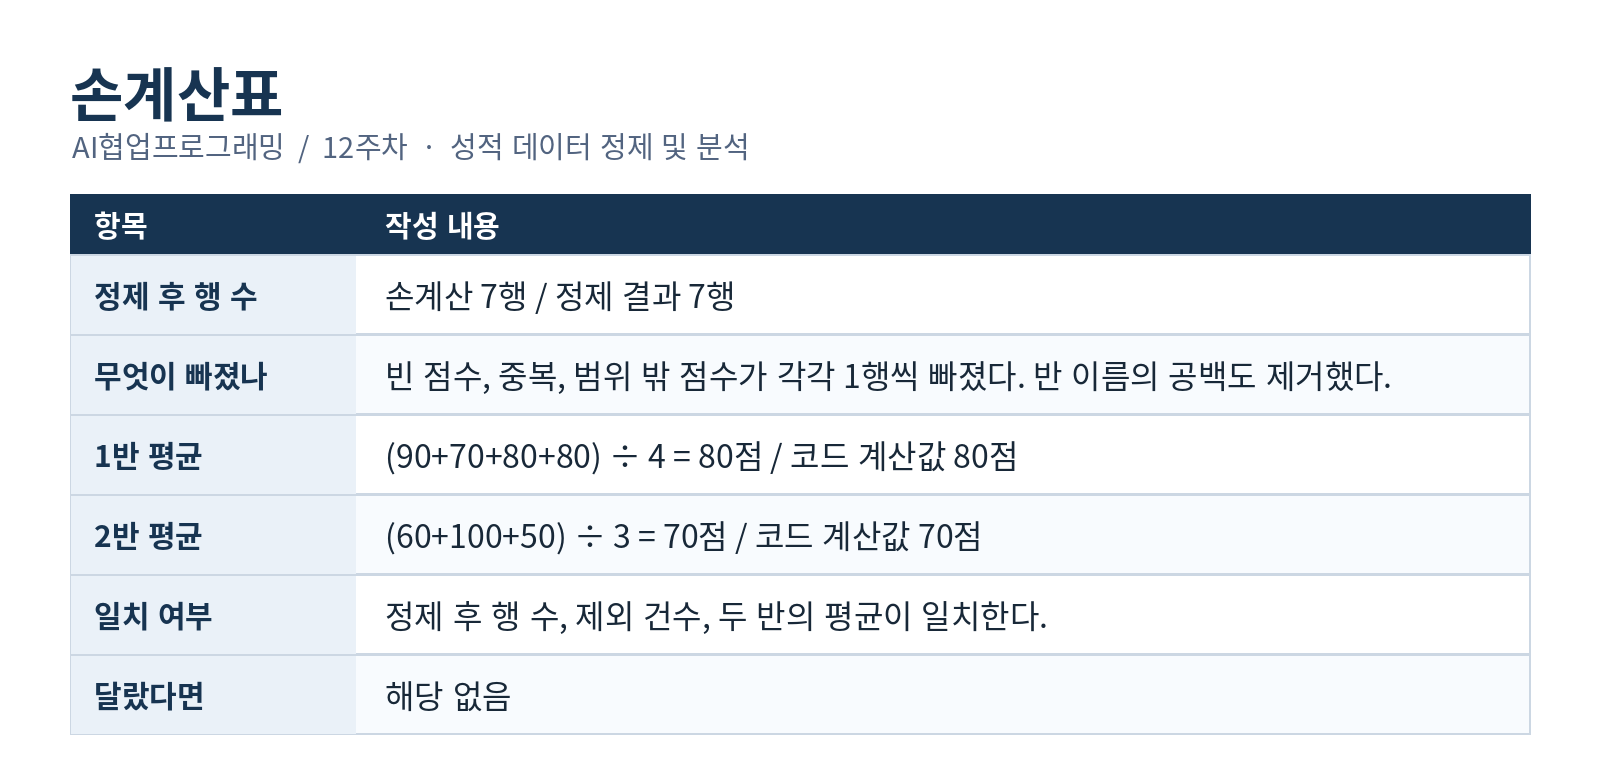 손계산표
AI협업프로그래밍 / 12주차 · 성적 데이터 정제 및 분석
항목 작성 내용
정제 후 행 수 손계산 7행 / 정제 결과 7행
무엇이 빠졌나 빈 점수, 중복, 범위 밖 점수가 각각 1행씩 빠졌다. 반 이름의 공백도 제거했다.
1반 평균 (90+70+80+80) ÷ 4 = 80점 / 코드 계산값 80점
2반 평균 (60+100+50) ÷ 3 = 70점 / 코드 계산값 70점
일치 여부 정제 후 행 수, 제외 건수, 두 반의 평균이 일치한다.
달랐다면 해당 없음